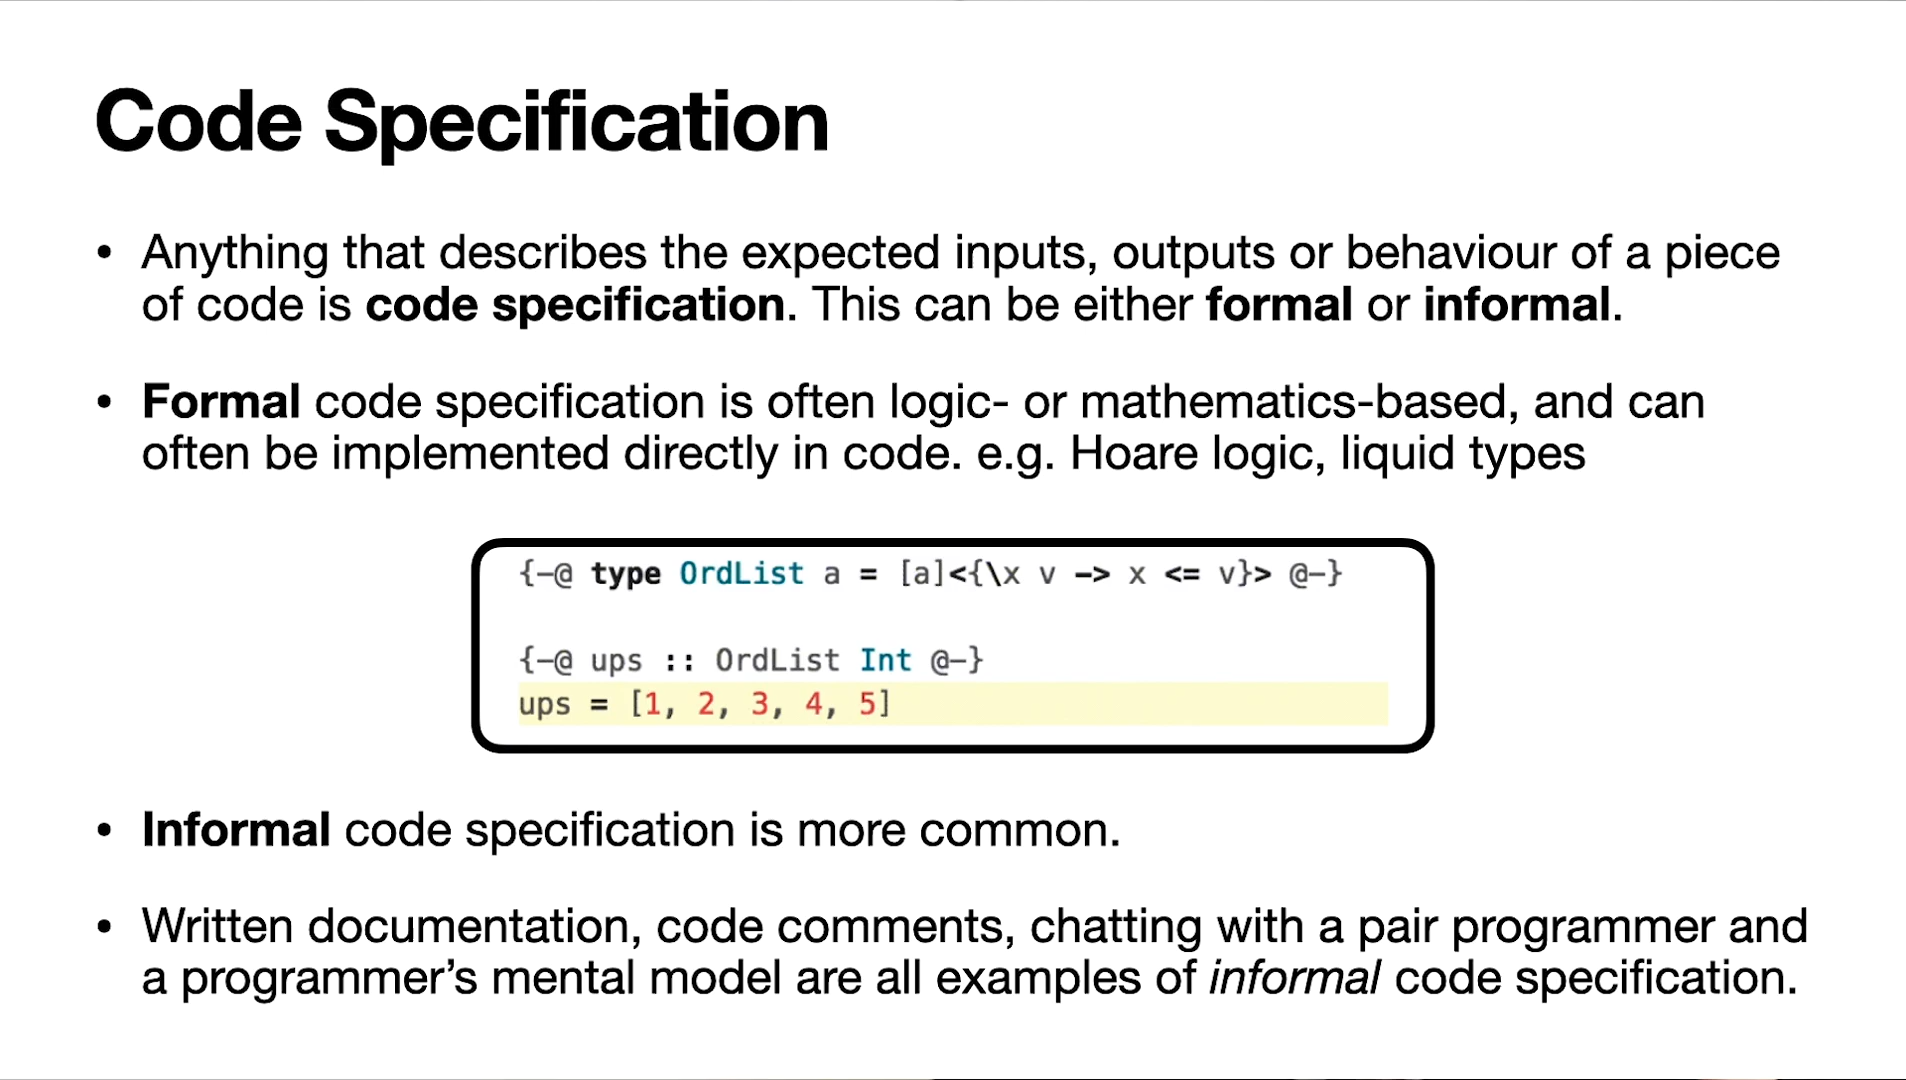 Code Specification
• Anything that describes the expected inputs, outputs or behaviour of a piece
of code is code specification. This can be either formal or informal.
• Formal code specification is often logic- or mathematics-based, and can
often be implemented directly in code. e.g. Hoare logic, liquid types
{-@ type OrdList a = [a]<{\x v -> x <= v}> @-}
{-@ ups :: OrdList Int @-}
ups = [1, 2, 3, 4, 5]
• Informal code specification is more common.
• Written documentation, code comments, chatting with a pair programmer and
a programmer’s mental model are all examples of informal code specification.